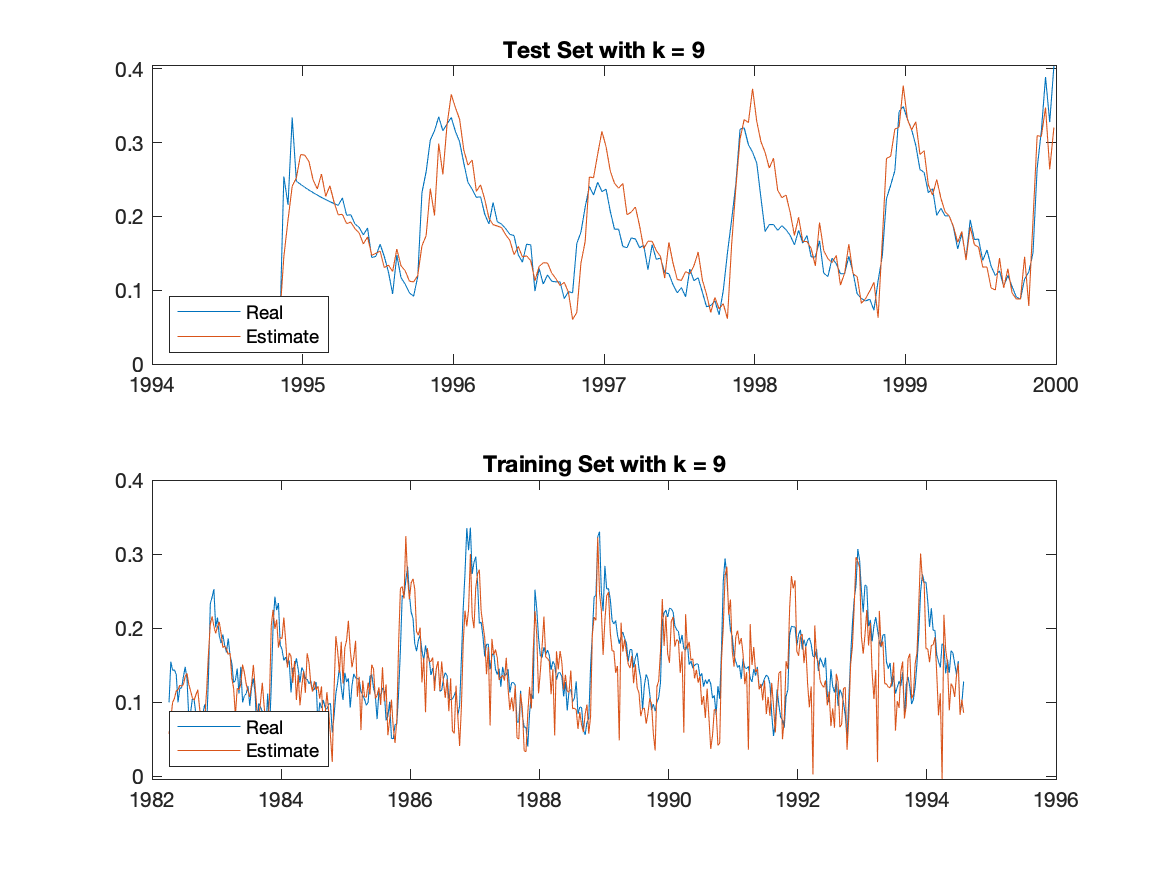 Test Set with k = 9
0.4
0.3
0.2
0.1
0
Real
Estimate
1994 1995 1996 1997 1998 1999 2000
Training Set with k = 9
0.4
0.3
0.2
0.1
0
Real
Estimate
1982 1984 1986 1988 1990 1992 1994 1996